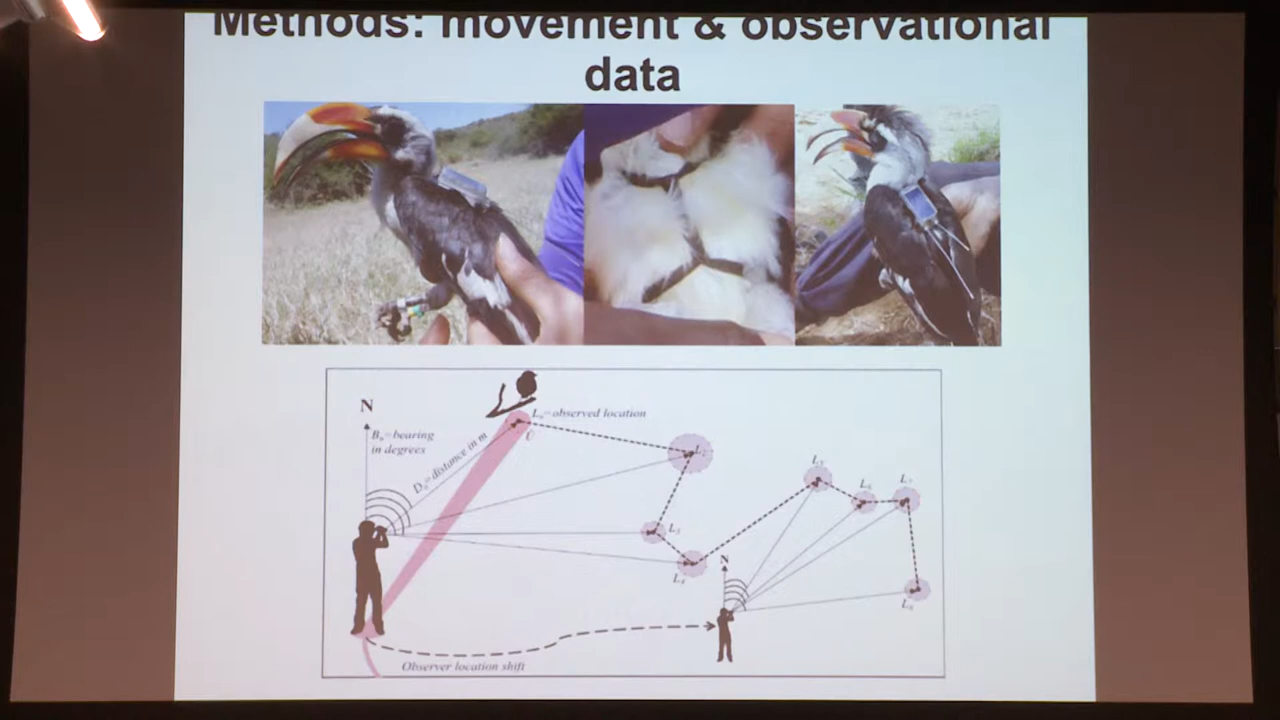 Methods: movement & observational
data
N
Bₙ=bearing
in degrees
Dₙ=distance in m
Lₙ=observed location
L₃
L₄
L₅
L₆
L₇
L₈
N
Observer location shift